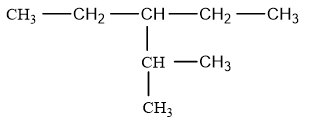 CH₃ — CH₂ — CH — CH₂ — CH₃
CH — CH₃
CH₃